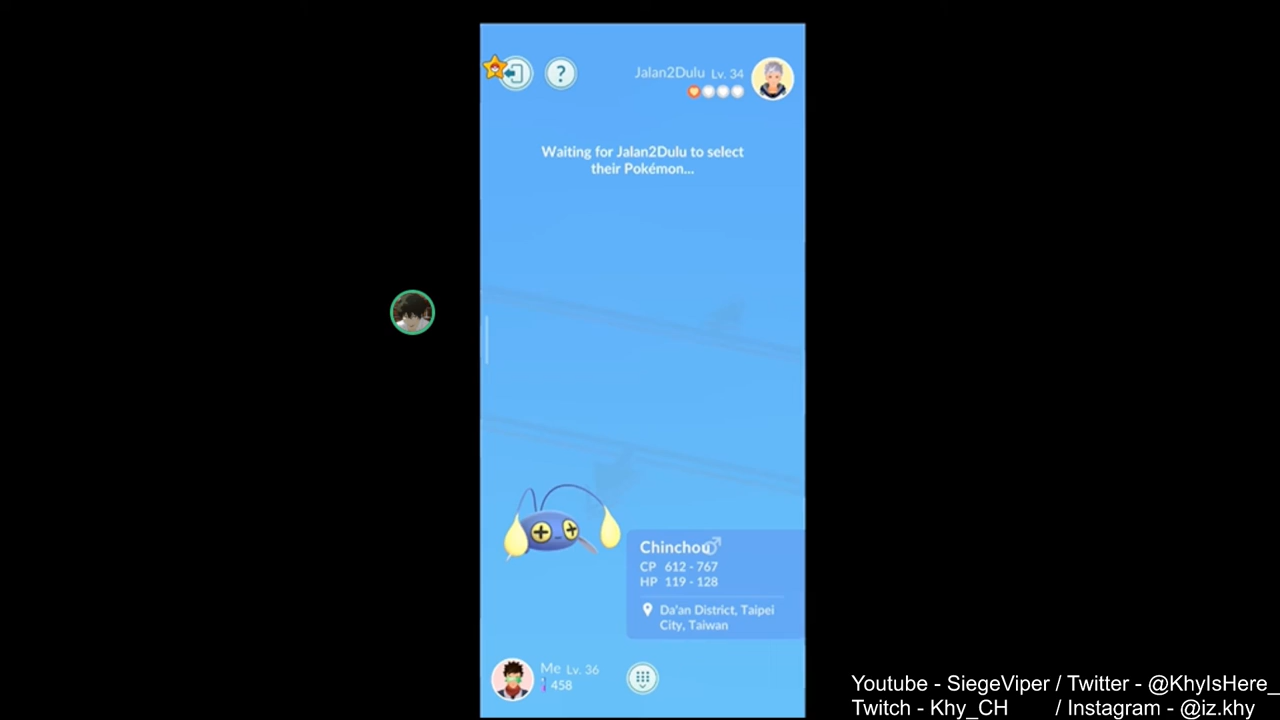 ?
Jalan2Dulu Lv. 34
Waiting for Jalan2Dulu to select
their Pokémon...
Chinchou
CP 612 - 767
HP 119 - 128
Da'an District, Taipei
City, Taiwan
Me Lv. 36
458
Youtube - SiegeViper / Twitter - @KhyIsHere_
Twitch - Khy_CH / Instagram - @iz.khy